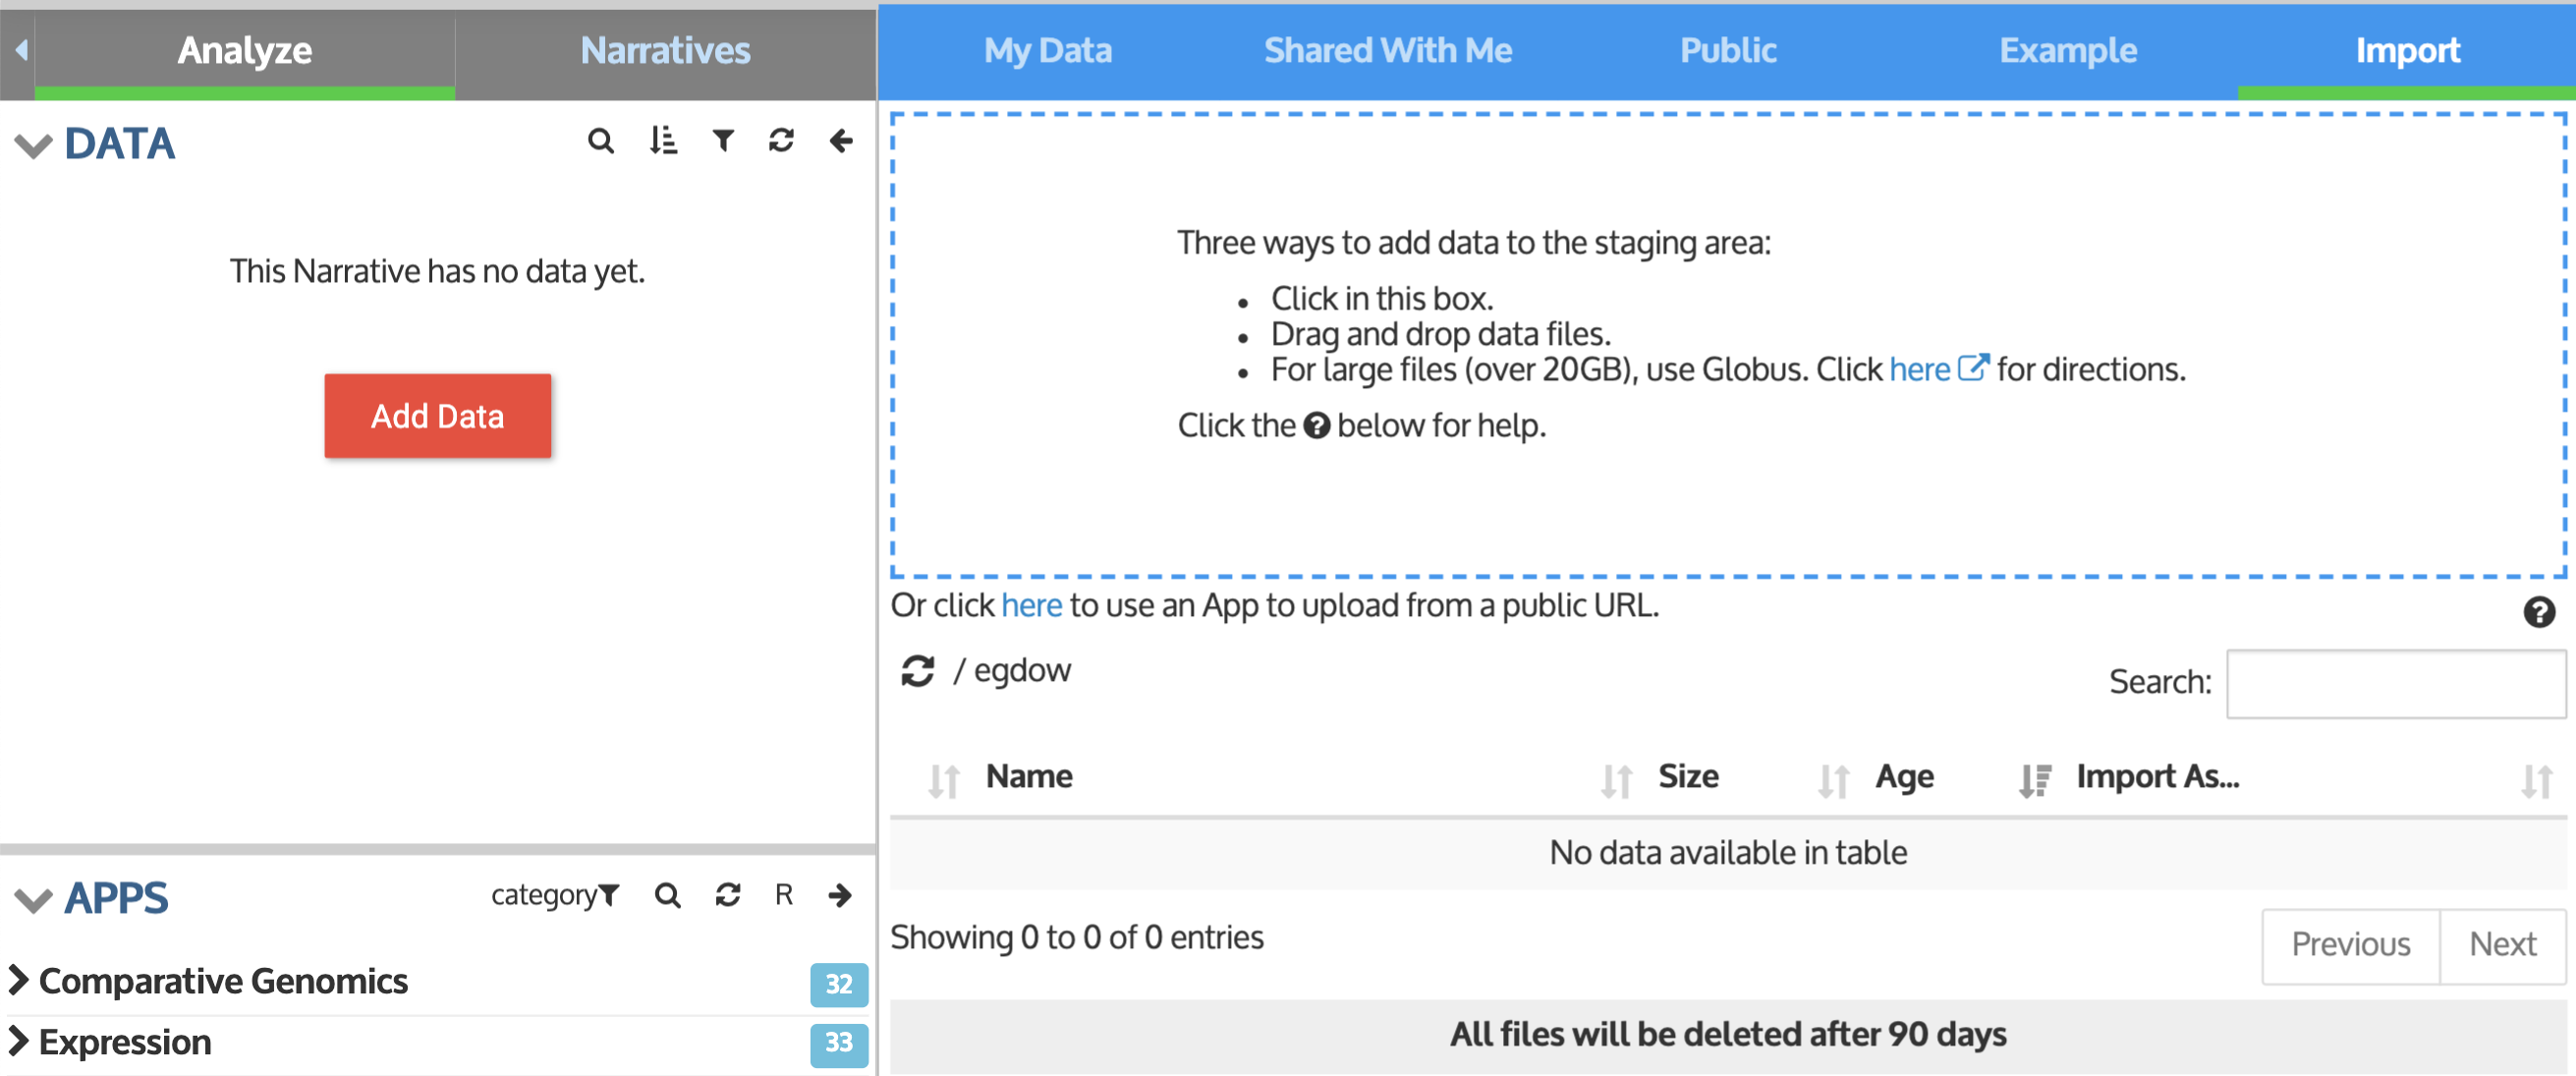 Analyze
Narratives
My Data
Shared With Me
Public
Example
Import
DATA
This Narrative has no data yet.
Add Data
APPS
category
R
Comparative Genomics
32
Expression
33
Three ways to add data to the staging area:
• Click in this box.
• Drag and drop data files.
• For large files (over 20GB), use Globus. Click here for directions.
Click the ? below for help.
Or click here to use an App to upload from a public URL.
?
/ egdow
Search:
Name
Size
Age
Import As...
No data available in table
Showing 0 to 0 of 0 entries
Previous
Next
All files will be deleted after 90 days